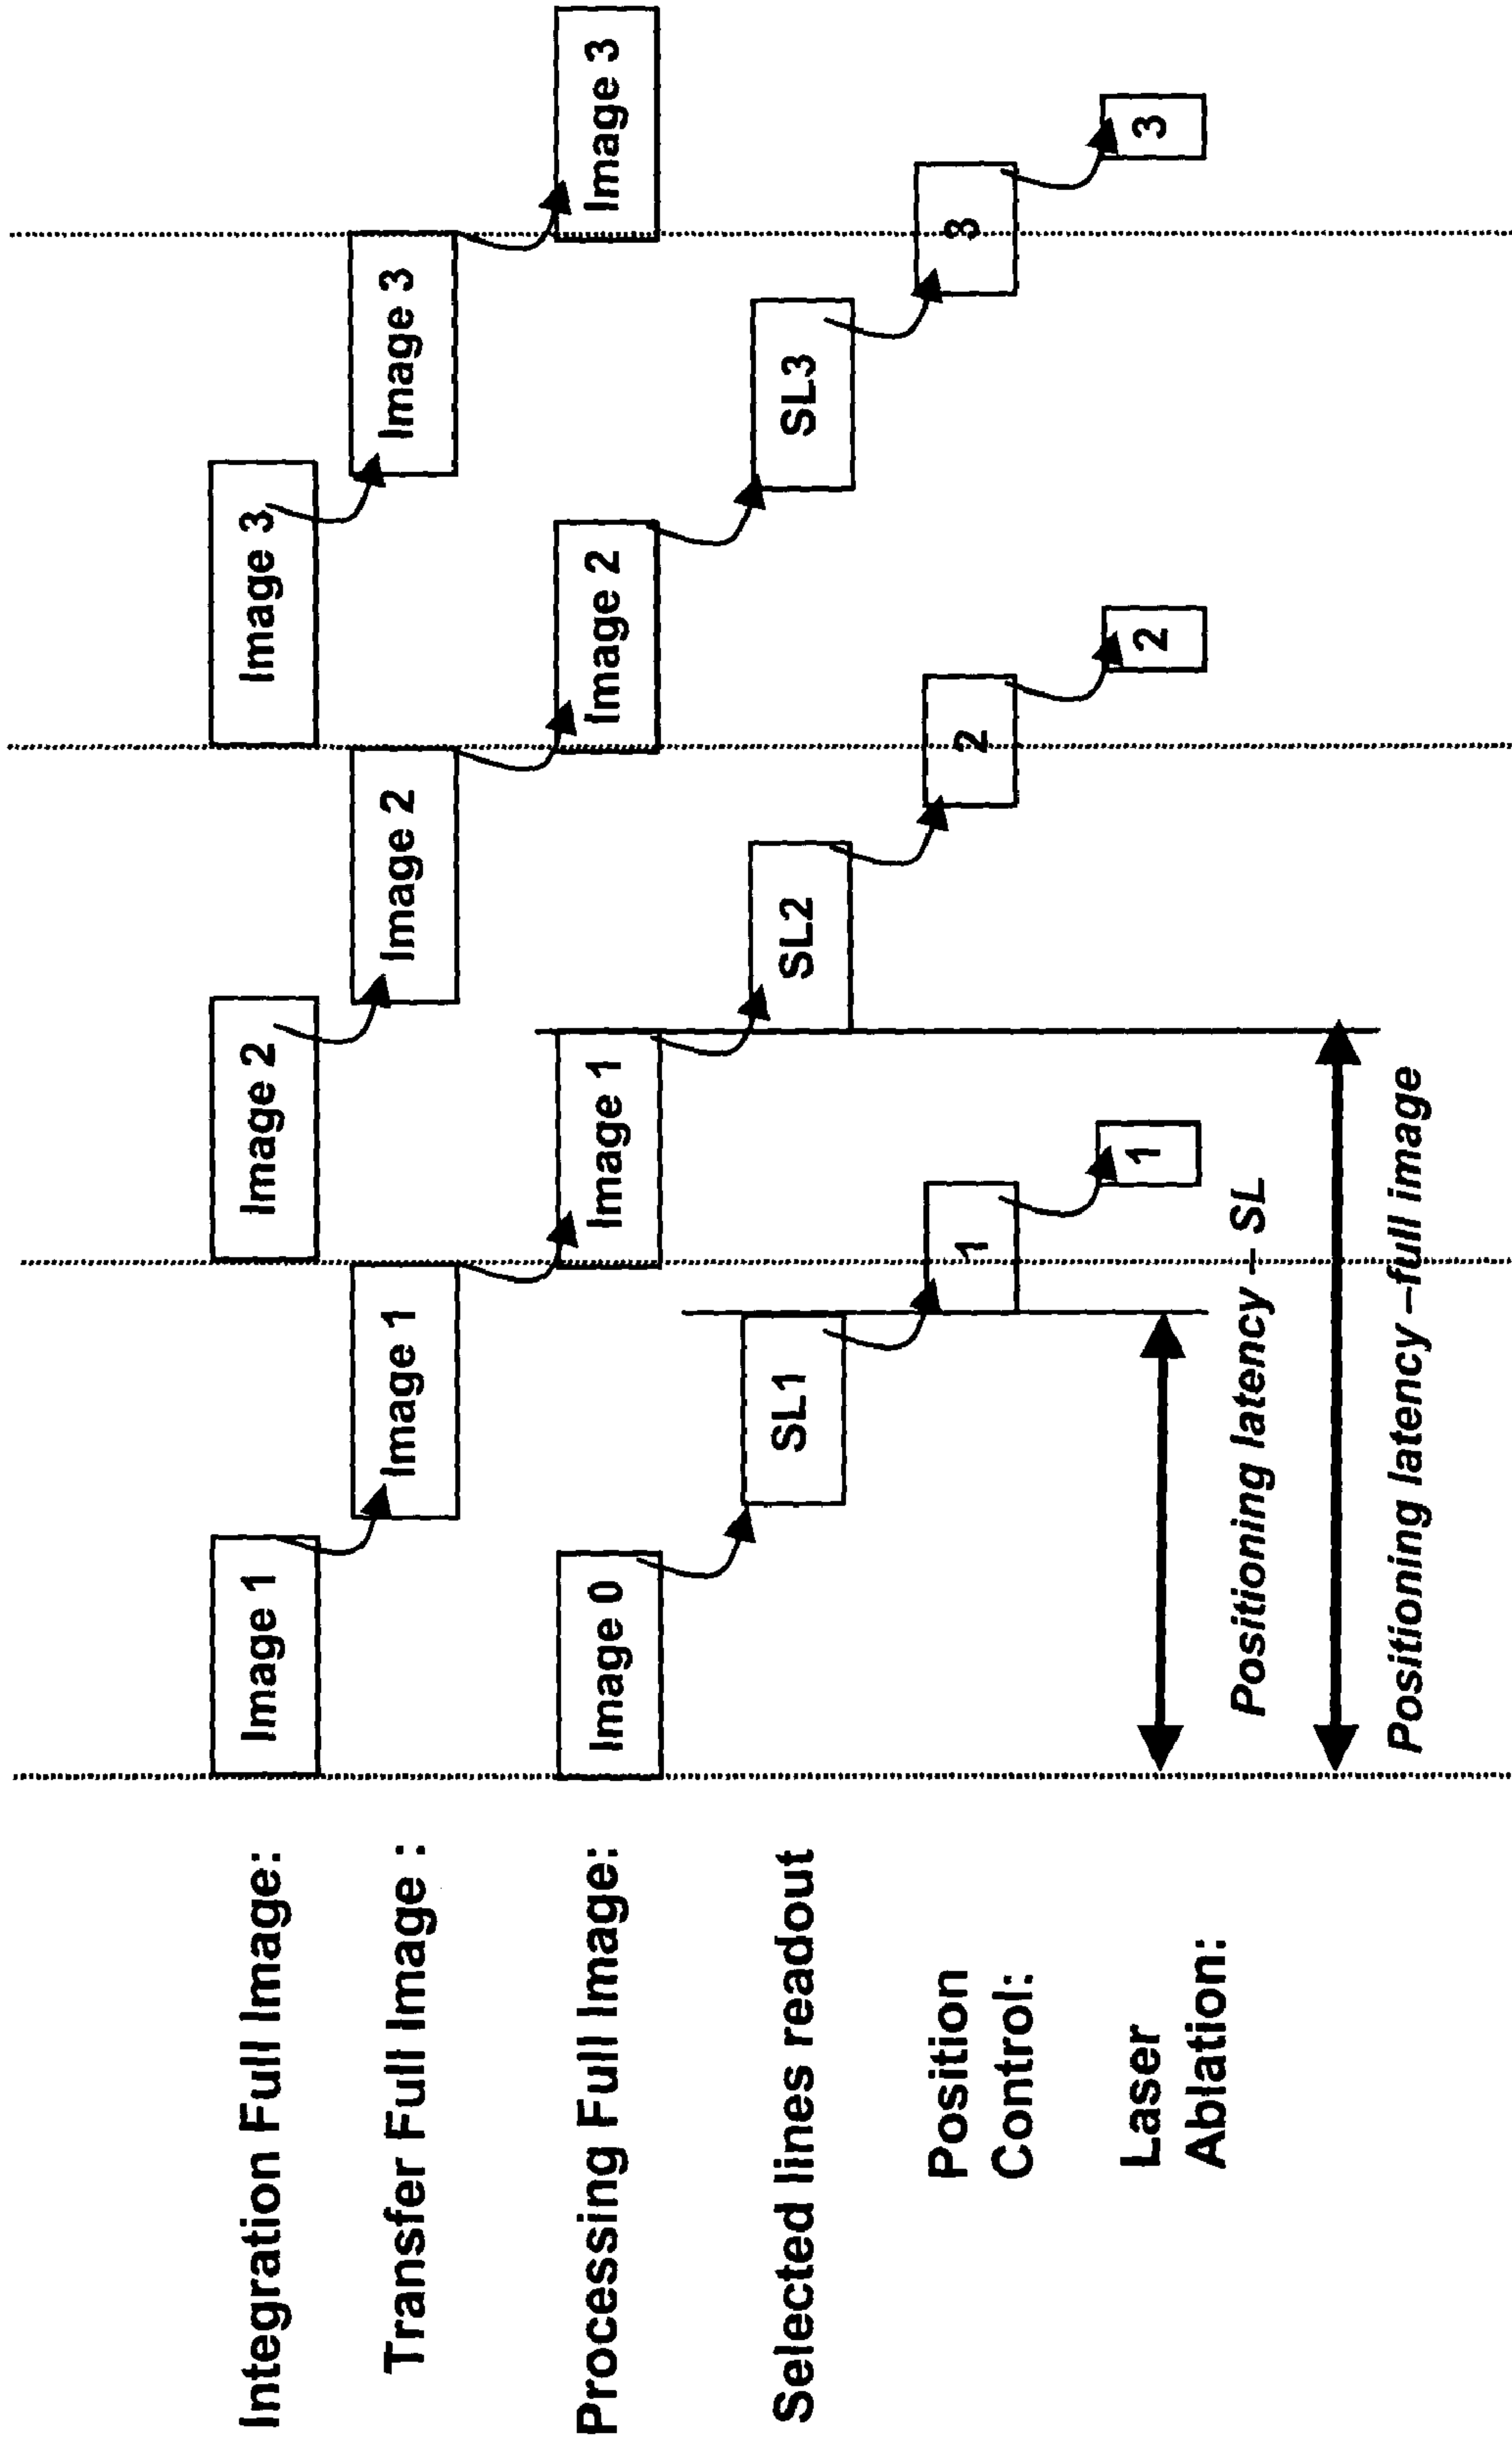 Integration Full Image:
Image 1
Image 2
Image 3
Transfer Full Image :
Image 1
Image 2
Image 3
Processing Full Image:
Image 0
Image 1
Image 2
Image 3
Selected lines readout
SL1
SL2
SL3
Position
Control:
1
2
3
Laser
Ablation:
1
2
3
Positioning latency – SL
Positioning latency –full image